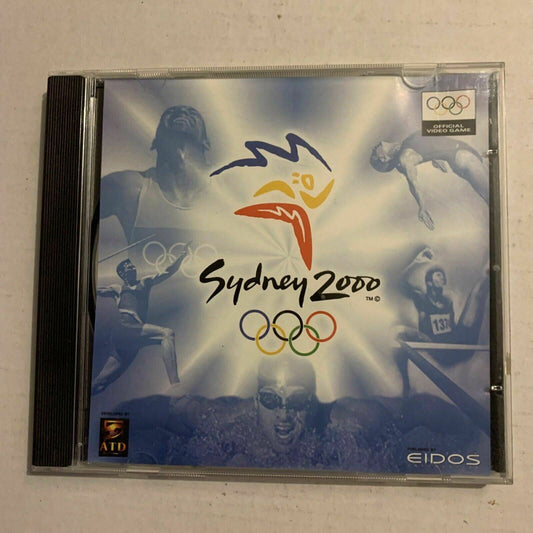 OFFICIAL
VIDEO GAME
Sydney 2000
TM ©
137
DEVELOPED BY
ATD
EIDOS